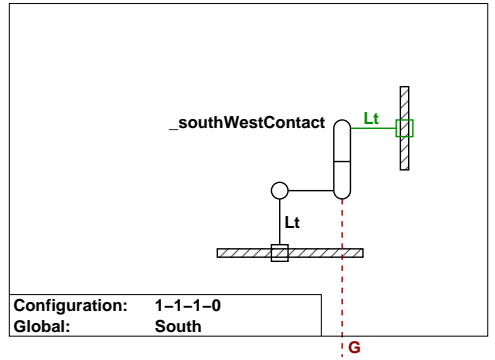 _southWestContact
Lt
Lt
Configuration: 1−1−1−0
Global: South
G